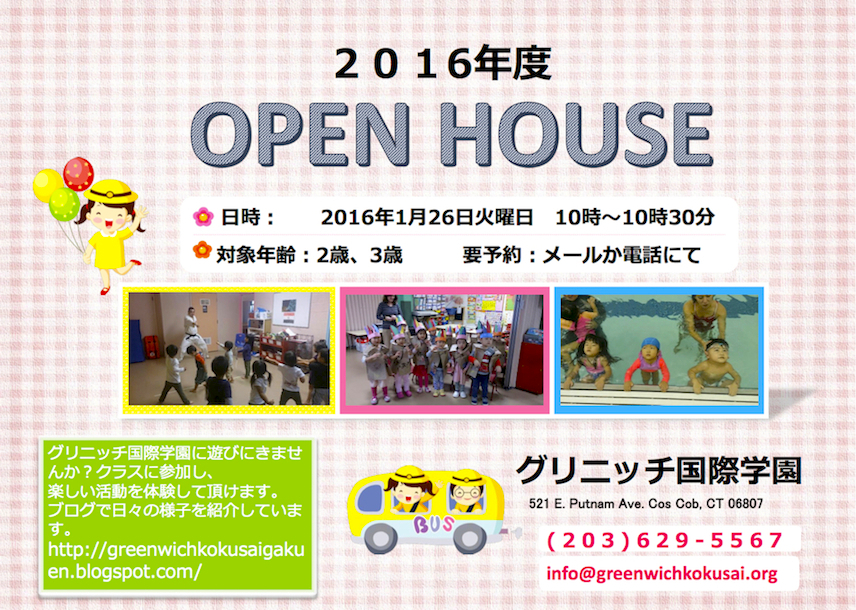 ２０１6年度
OPEN HOUSE
日時： 2016年1月26日火曜日 10時～10時30分
対象年齢：2歳、3歳 要予約：メールか電話にて
グリニッチ国際学園に遊びにきませ
んか？クラスに参加し、
楽しい活動を体験して頂けます。
ブログで日々の様子を紹介していま
す。
http://greenwichkokusaigaku
en.blogspot.com/
BUS
グリニッチ国際学園
521 E. Putnam Ave. Cos Cob, CT 06807
(２０３)６２９-５５６７
info@greenwichkokusai.org